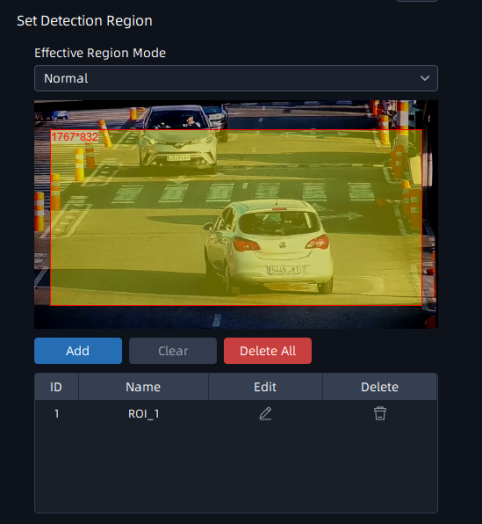 Set Detection Region
Effective Region Mode
Normal
1767*832
Add Clear Delete All
ID Name Edit Delete
1 ROI_1